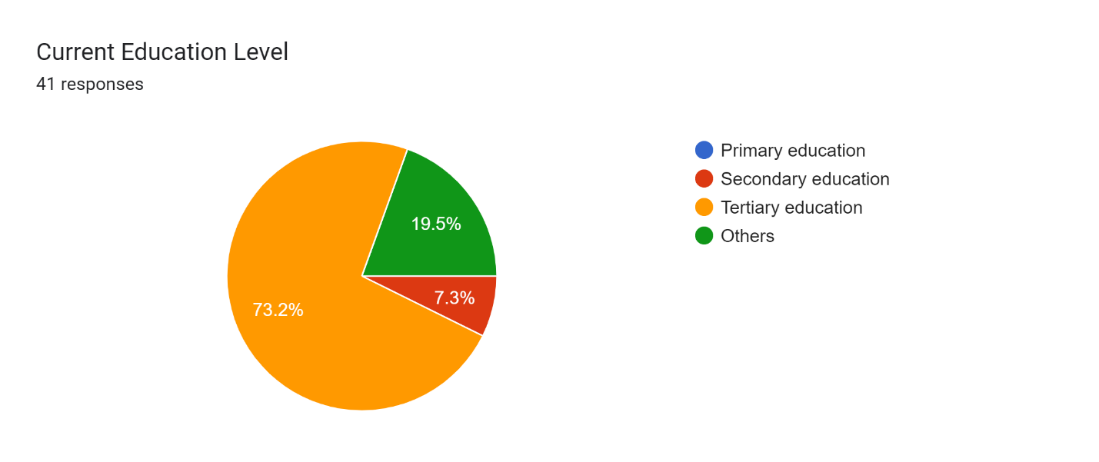 Current Education Level
41 responses
Primary education
Secondary education
Tertiary education
Others
19.5%
7.3%
73.2%